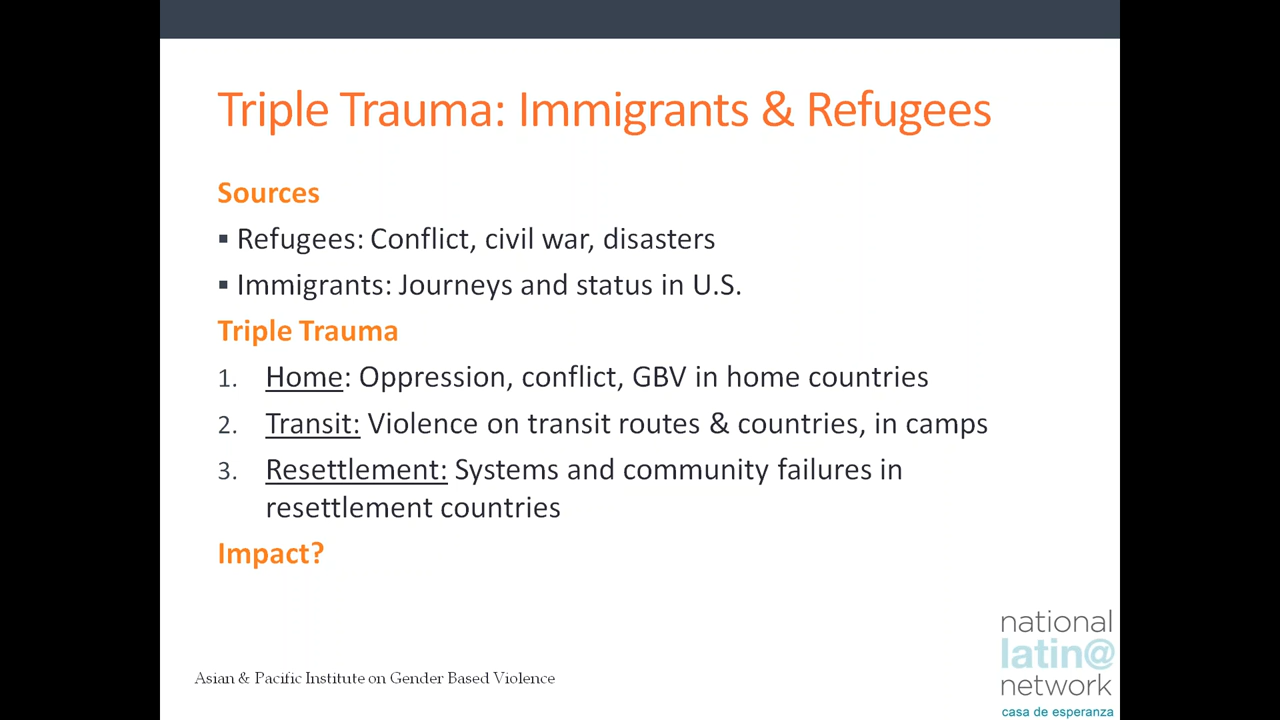 Triple Trauma: Immigrants & Refugees
Sources
▪ Refugees: Conflict, civil war, disasters
▪ Immigrants: Journeys and status in U.S.
Triple Trauma
1. Home: Oppression, conflict, GBV in home countries
2. Transit: Violence on transit routes & countries, in camps
3. Resettlement: Systems and community failures in
resettlement countries
Impact?
Asian & Pacific Institute on Gender Based Violence
national
latin@
network
casa de esperanza